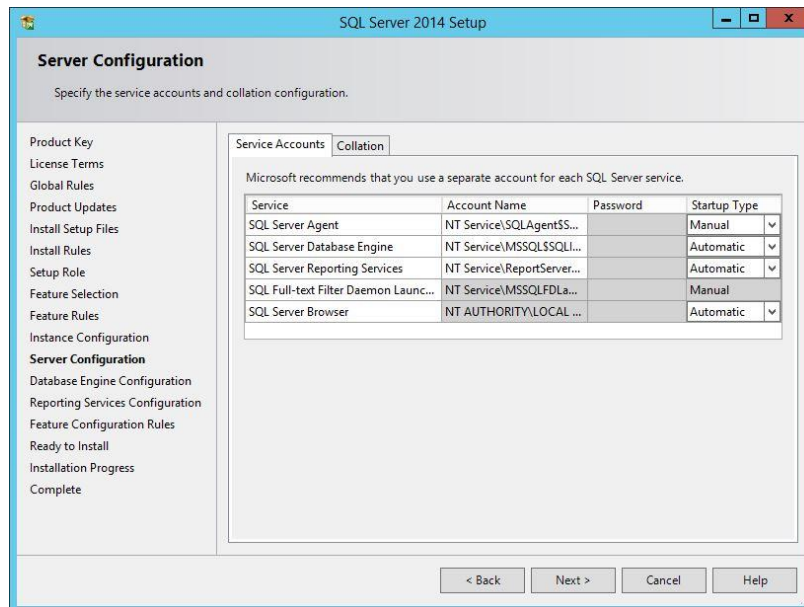 SQL Server 2014 Setup
Server Configuration
Specify the service accounts and collation configuration.
Product Key
License Terms
Global Rules
Product Updates
Install Setup Files
Install Rules
Setup Role
Feature Selection
Feature Rules
Instance Configuration
Server Configuration
Database Engine Configuration
Reporting Services Configuration
Feature Configuration Rules
Ready to Install
Installation Progress
Complete
Service Accounts Collation
Microsoft recommends that you use a separate account for each SQL Server service.
Service Account Name Password Startup Type
SQL Server Agent NT Service\SQLAgent$S... Manual
SQL Server Database Engine NT Service\MSSQL$SQLI... Automatic
SQL Server Reporting Services NT Service\ReportServer... Automatic
SQL Full-text Filter Daemon Launc... NT Service\MSSQLFDLa... Manual
SQL Server Browser NT AUTHORITY\LOCAL ... Automatic
< Back Next > Cancel Help